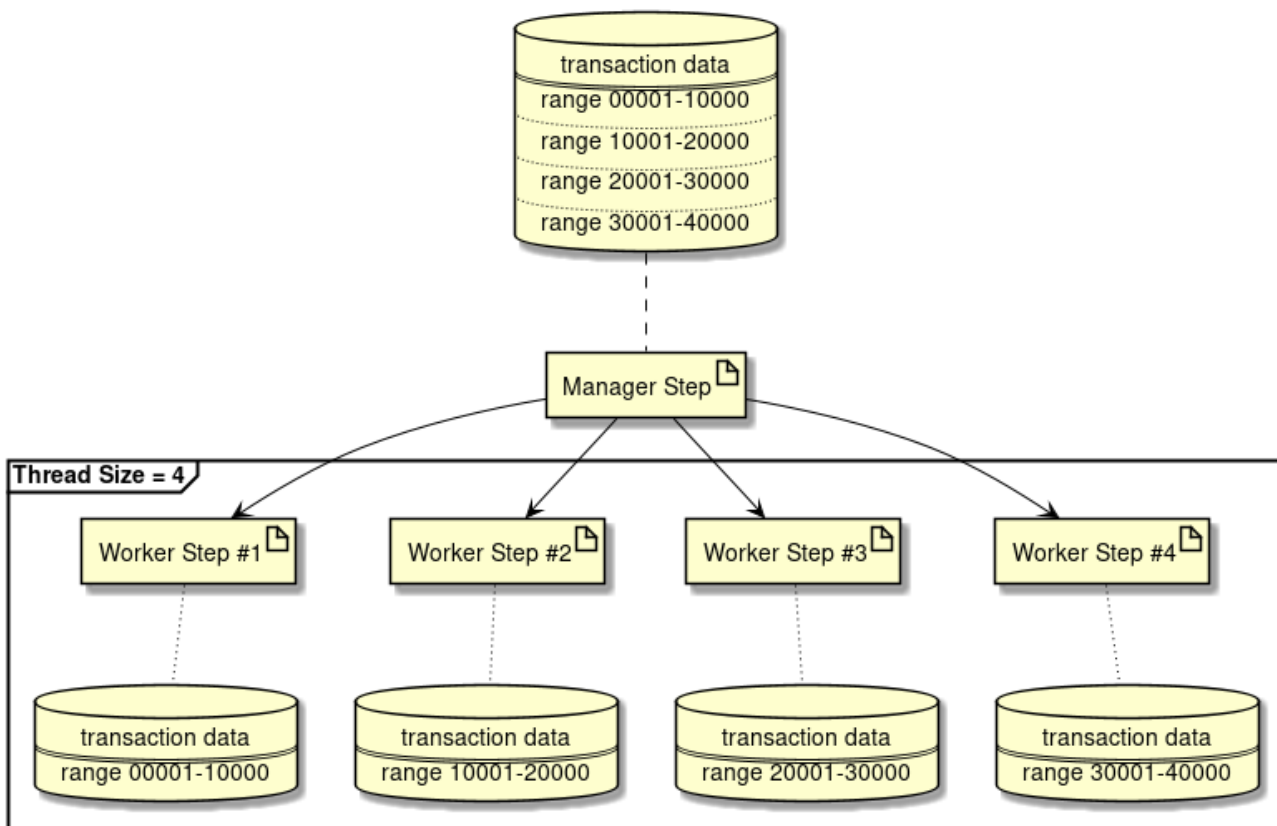 transaction data
range 00001-10000
range 10001-20000
range 20001-30000
range 30001-40000
Manager Step
Thread Size = 4
Worker Step #1
Worker Step #2
Worker Step #3
Worker Step #4
transaction data
range 00001-10000
transaction data
range 10001-20000
transaction data
range 20001-30000
transaction data
range 30001-40000